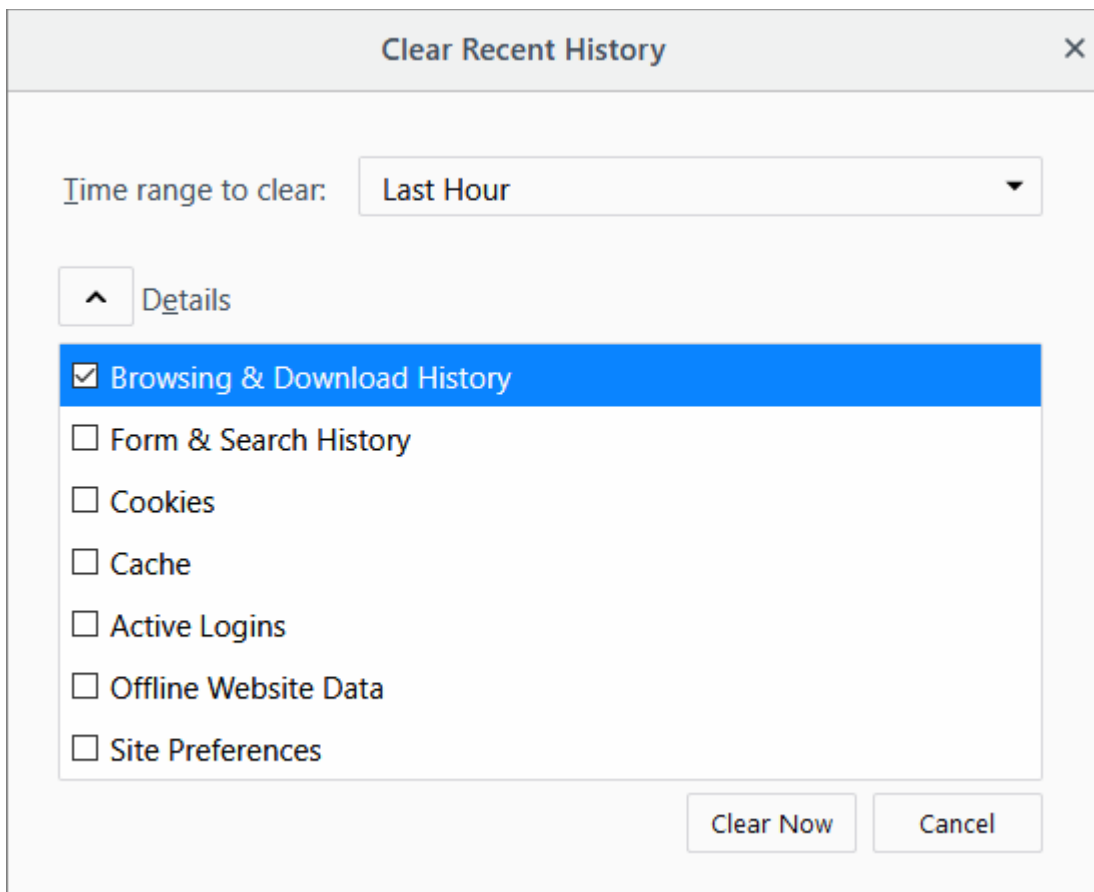 Clear Recent History
Time range to clear: Last Hour
Details
Browsing & Download History
Form & Search History
Cookies
Cache
Active Logins
Offline Website Data
Site Preferences
Clear Now Cancel